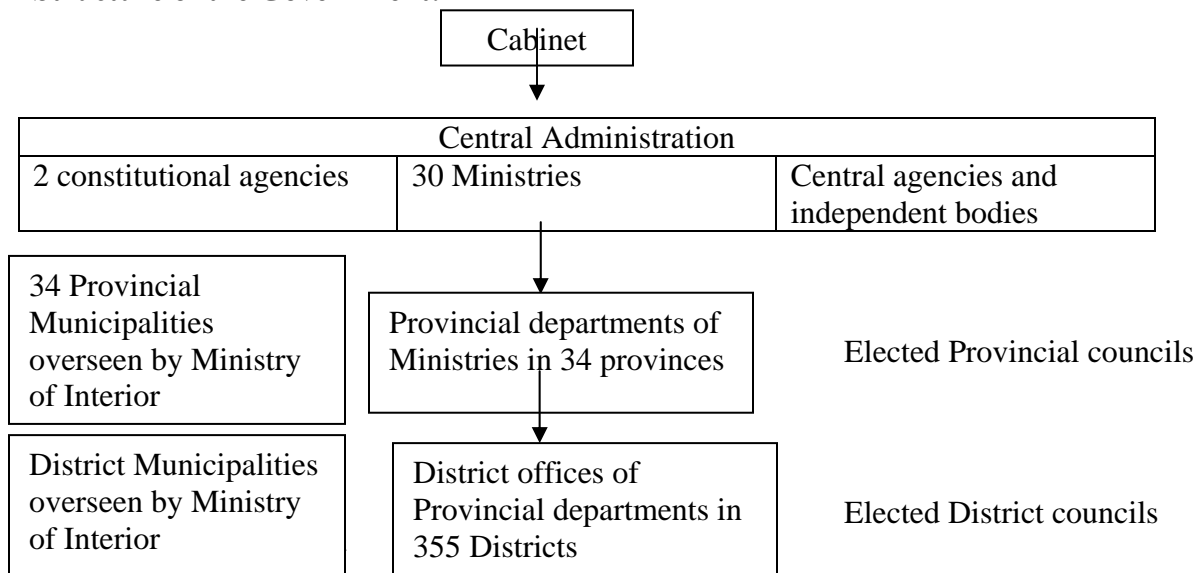 Cabinet
Central Administration
2 constitutional agencies
30 Ministries
Central agencies and
independent bodies
34 Provincial
Municipalities
overseen by Ministry
of Interior
Provincial departments of
Ministries in 34 provinces
Elected Provincial councils
District Municipalities
overseen by Ministry
of Interior
District offices of
Provincial departments in
355 Districts
Elected District councils